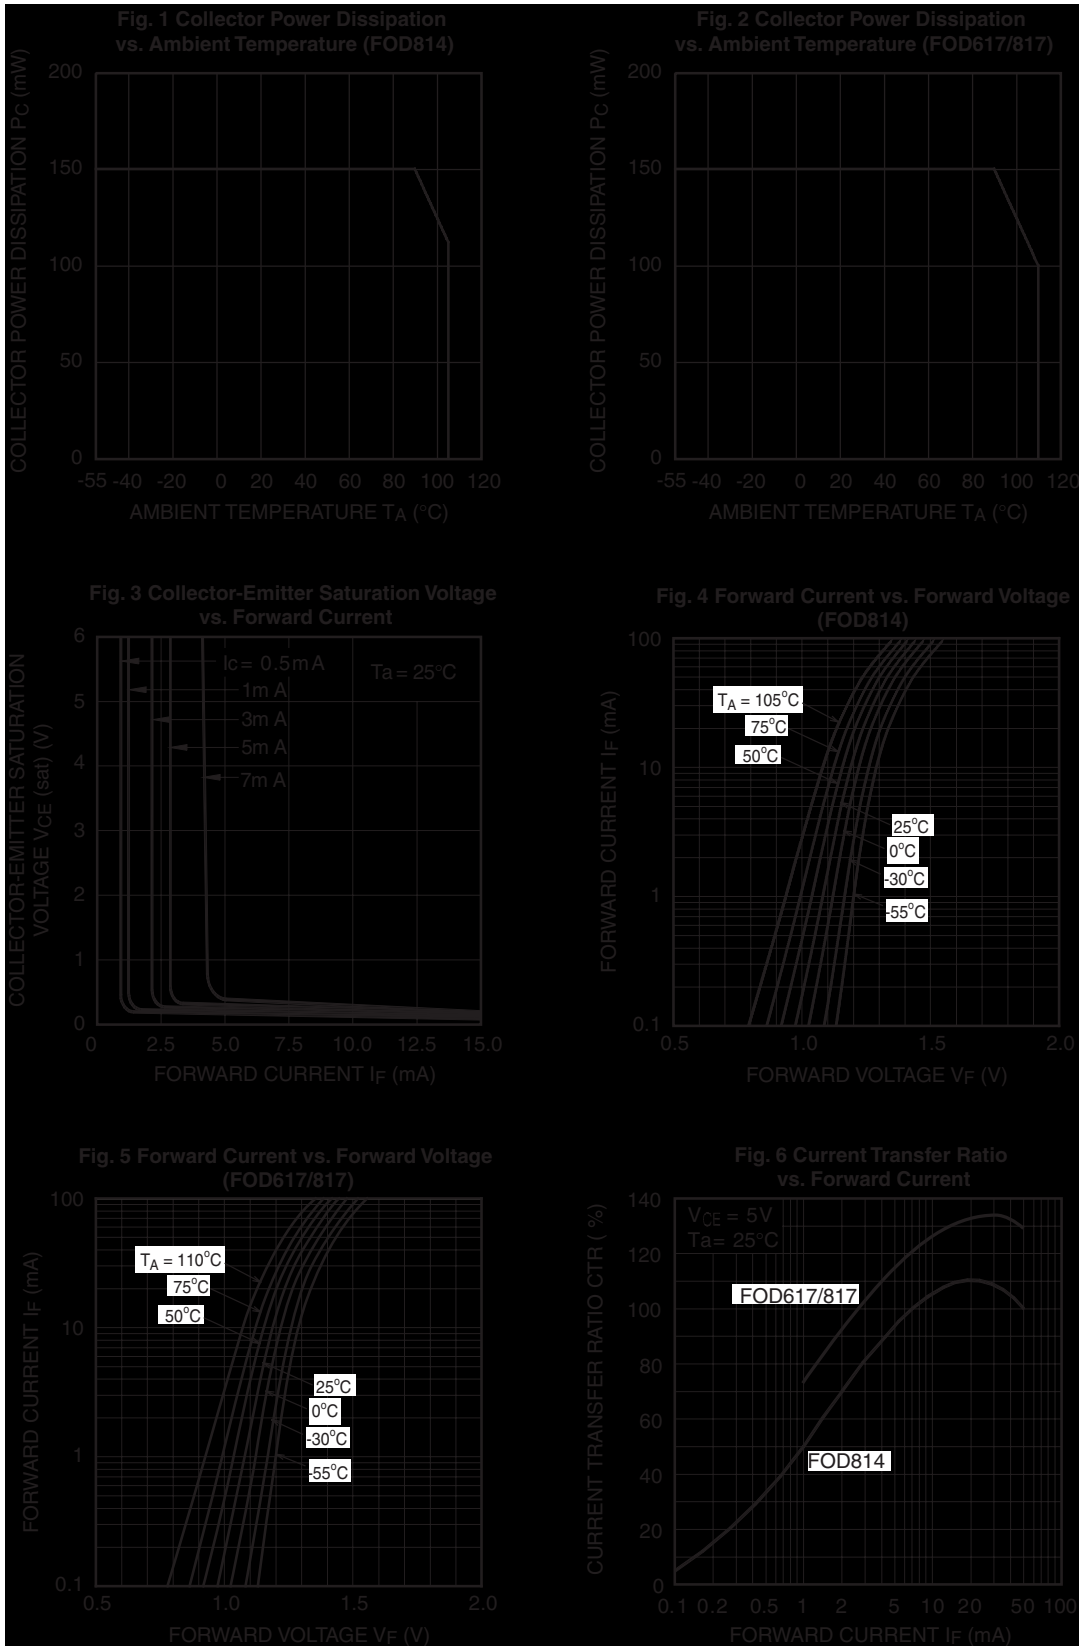 Fig. 1 Collector Power Dissipation
vs. Ambient Temperature (FOD814)
COLLECTOR POWER DISSIPATION PC (mW)
200
150
100
50
0
-55 -40 -20 0 20 40 60 80 100 120
AMBIENT TEMPERATURE TA (°C)
Fig. 2 Collector Power Dissipation
vs. Ambient Temperature (FOD617/817)
COLLECTOR POWER DISSIPATION PC (mW)
200
150
100
50
0
-55 -40 -20 0 20 40 60 80 100 120
AMBIENT TEMPERATURE TA (°C)
Fig. 3 Collector-Emitter Saturation Voltage
vs. Forward Current
COLLECTOR-EMITTER SATURATION
VOLTAGE VCE (sat) (V)
6
5
4
3
2
1
0
Ic = 0.5mA
1mA
3mA
5mA
7mA
Ta = 25°C
0 2.5 5.0 7.5 10.0 12.5 15.0
FORWARD CURRENT IF (mA)
Fig. 4 Forward Current vs. Forward Voltage
(FOD814)
FORWARD CURRENT IF (mA)
100
10
1
0.1
TA = 105°C
75°C
50°C
25°C
0°C
-30°C
-55°C
0.5 1.0 1.5 2.0
FORWARD VOLTAGE VF (V)
Fig. 5 Forward Current vs. Forward Voltage
(FOD617/817)
FORWARD CURRENT IF (mA)
100
10
1
0.1
TA = 110°C
75°C
50°C
25°C
0°C
-30°C
-55°C
0.5 1.0 1.5 2.0
FORWARD VOLTAGE VF (V)
Fig. 6 Current Transfer Ratio
vs. Forward Current
CURRENT TRANSFER RATIO CTR (%)
140
120
100
80
60
40
20
0
VCE = 5V
Ta = 25°C
FOD617/817
FOD814
0.1 0.2 0.5 1 2 5 10 20 50 100
FORWARD CURRENT IF (mA)